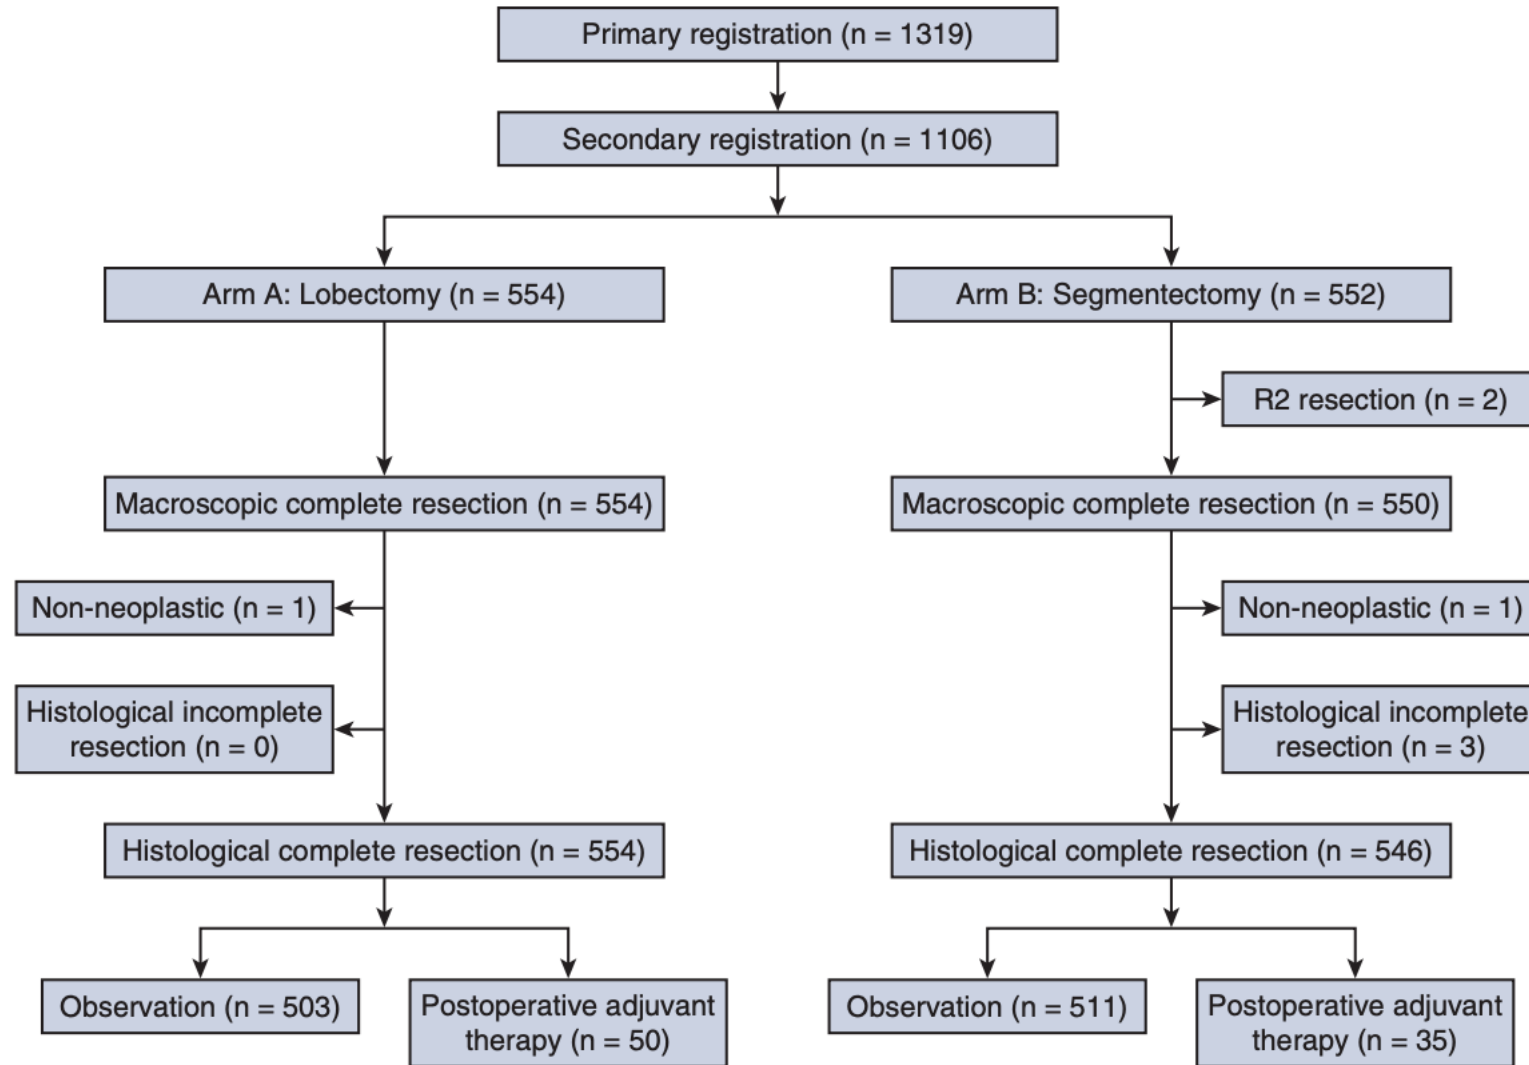 Primary registration (n = 1319)
Secondary registration (n = 1106)
Arm A: Lobectomy (n = 554)
Arm B: Segmentectomy (n = 552)
R2 resection (n = 2)
Macroscopic complete resection (n = 554)
Macroscopic complete resection (n = 550)
Non-neoplastic (n = 1)
Non-neoplastic (n = 1)
Histological incomplete
resection (n = 0)
Histological incomplete
resection (n = 3)
Histological complete resection (n = 554)
Histological complete resection (n = 546)
Observation (n = 503)
Postoperative adjuvant
therapy (n = 50)
Observation (n = 511)
Postoperative adjuvant
therapy (n = 35)